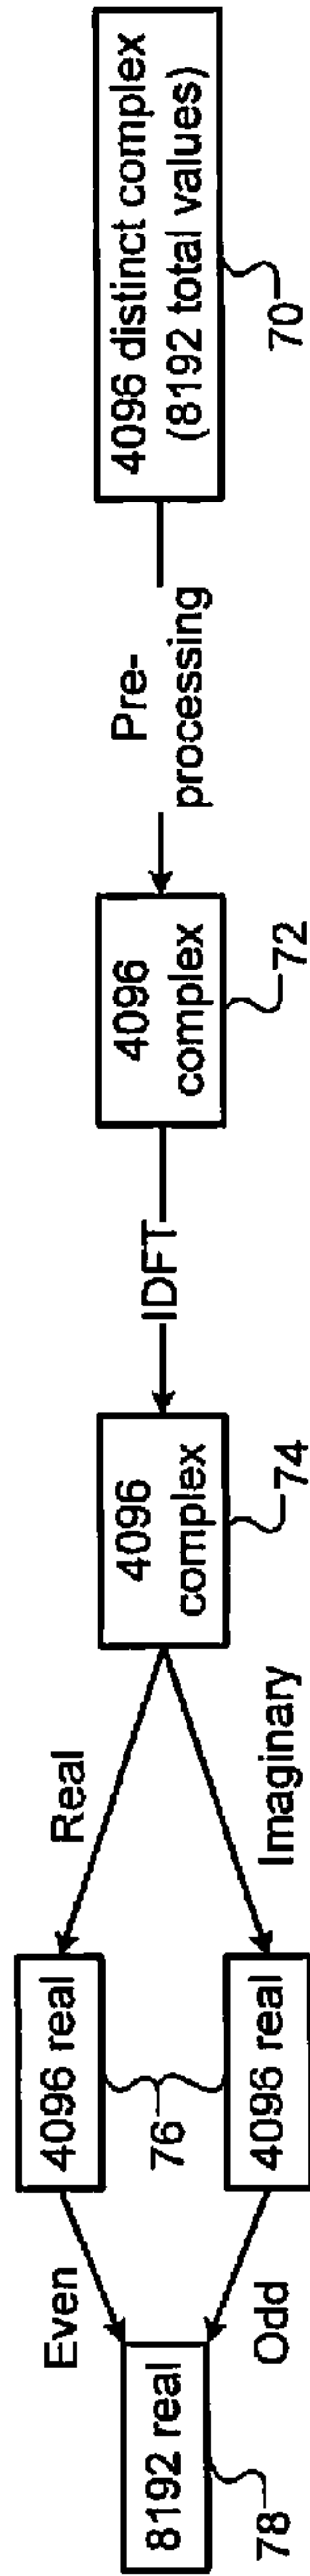 8192 real
78
Even
Odd
4096 real
76
4096 real
Real
Imaginary
4096
complex
74
IDFT
4096
complex
72
Pre-
processing
4096 distinct complex
(8192 total values)
70